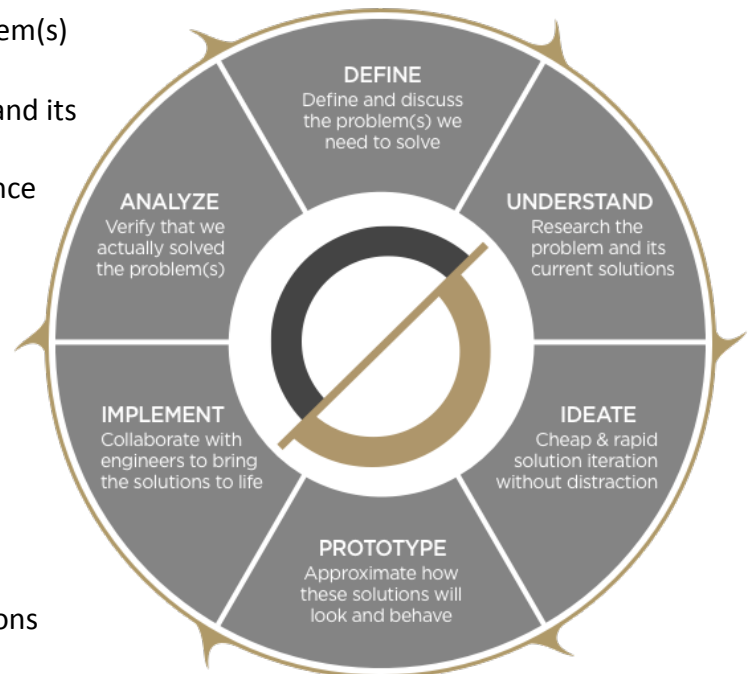 em(s)
and its
nce
ons
DEFINE
Define and discuss
the problem(s) we
need to solve
UNDERSTAND
Research the
problem and its
current solutions
IDEATE
Cheap & rapid
solution iteration
without distraction
PROTOTYPE
Approximate how
these solutions will
look and behave
IMPLEMENT
Collaborate with
engineers to bring
the solutions to life
ANALYZE
Verify that we
actually solved
the problem(s)